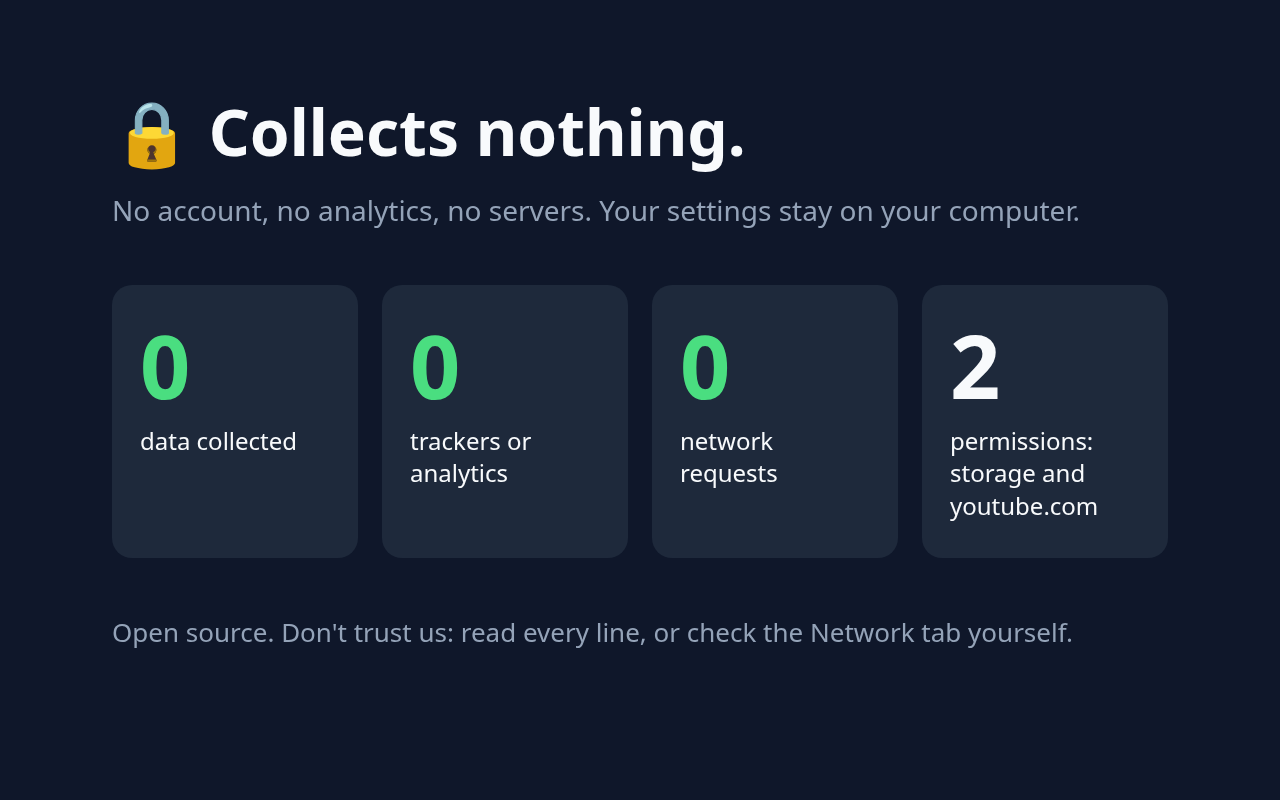 Collects nothing.
No account, no analytics, no servers. Your settings stay on your computer.
0
data collected
0
trackers or
analytics
0
network
requests
2
permissions:
storage and
youtube.com
Open source. Don't trust us: read every line, or check the Network tab yourself.